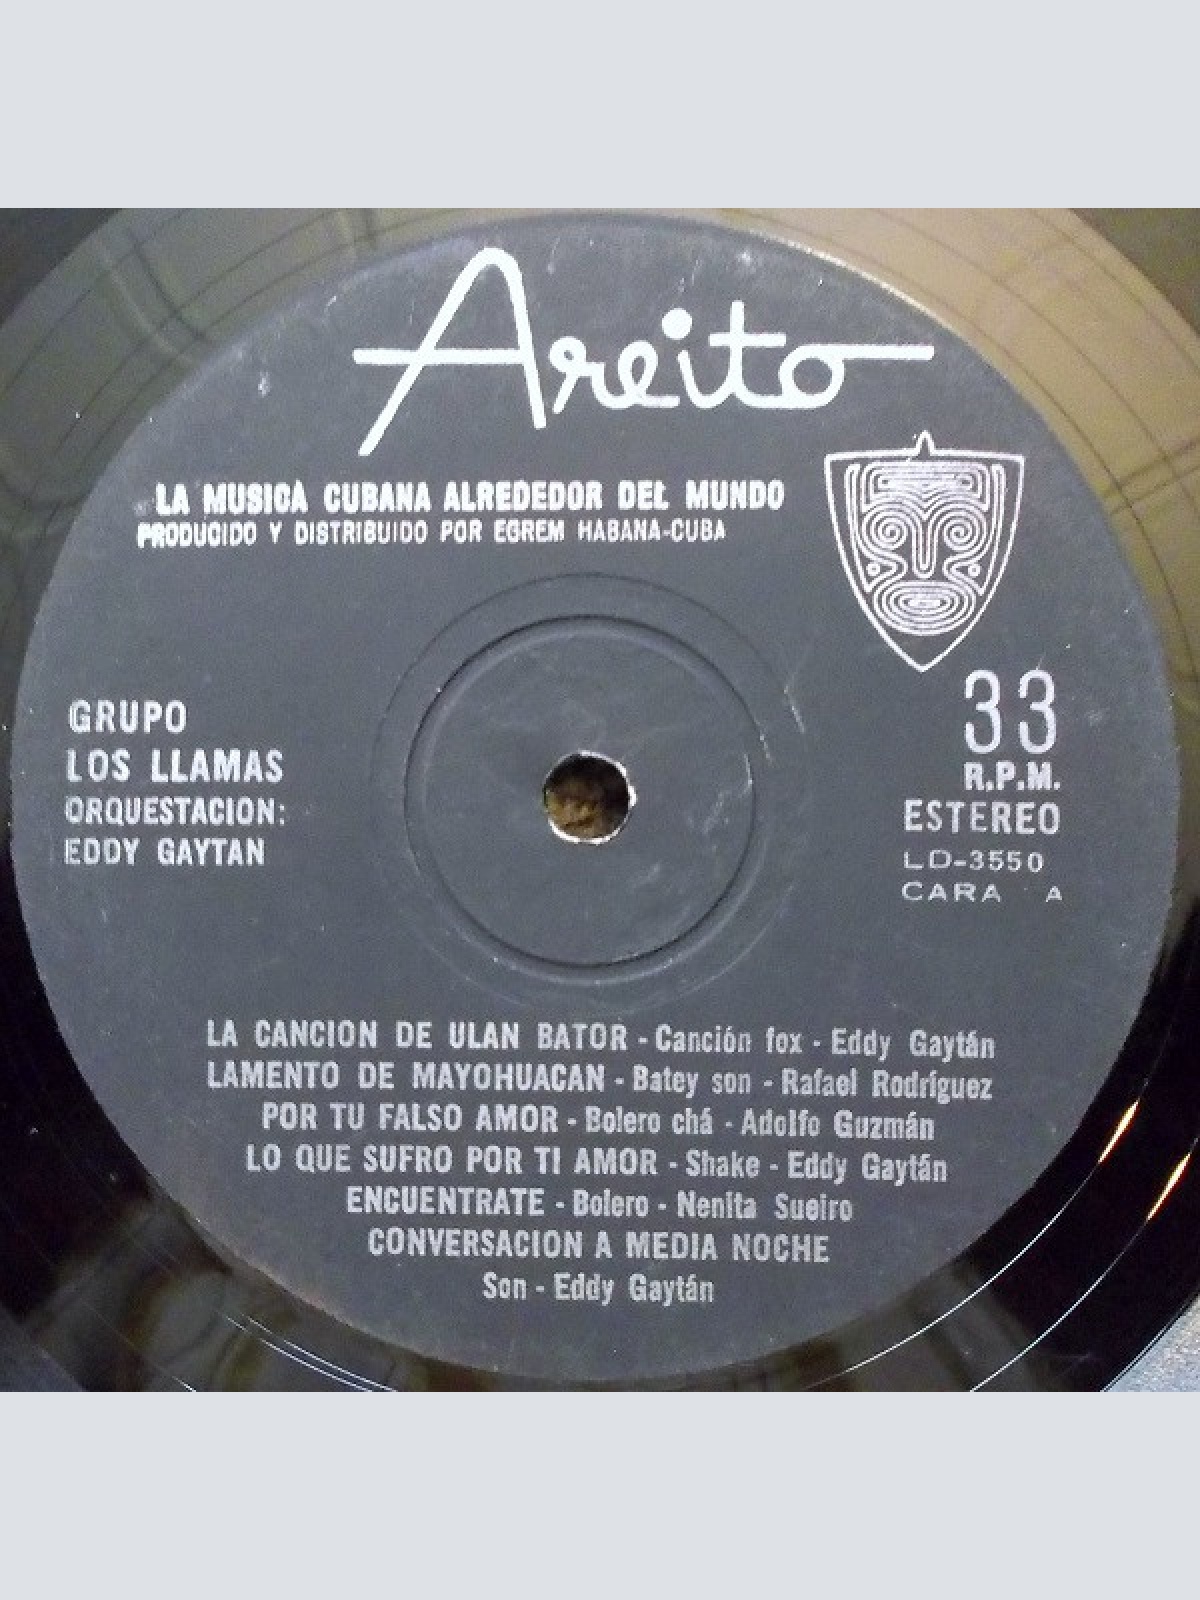 Areito
LA MUSICA CUBANA ALREDEDOR DEL MUNDO
PRODUCIDO Y DISTRIBUIDO POR EGREM HABANA-CUBA
GRUPO
LOS LLAMAS
ORQUESTACION:
EDDY GAYTAN
33
R.P.M.
ESTEREO
LD-3550
CARA A
LA CANCION DE ULAN BATOR - Canción fox - Eddy Gaytán
LAMENTO DE MAYOHUACAN - Batey son - Rafael Rodríguez
POR TU FALSO AMOR - Bolero chá - Adolfo Guzmán
LO QUE SUFRO POR TI AMOR - Shake - Eddy Gaytán
ENCUENTRATE - Bolero - Nenita Sueiro
CONVERSACION A MEDIA NOCHE
Son - Eddy Gaytán